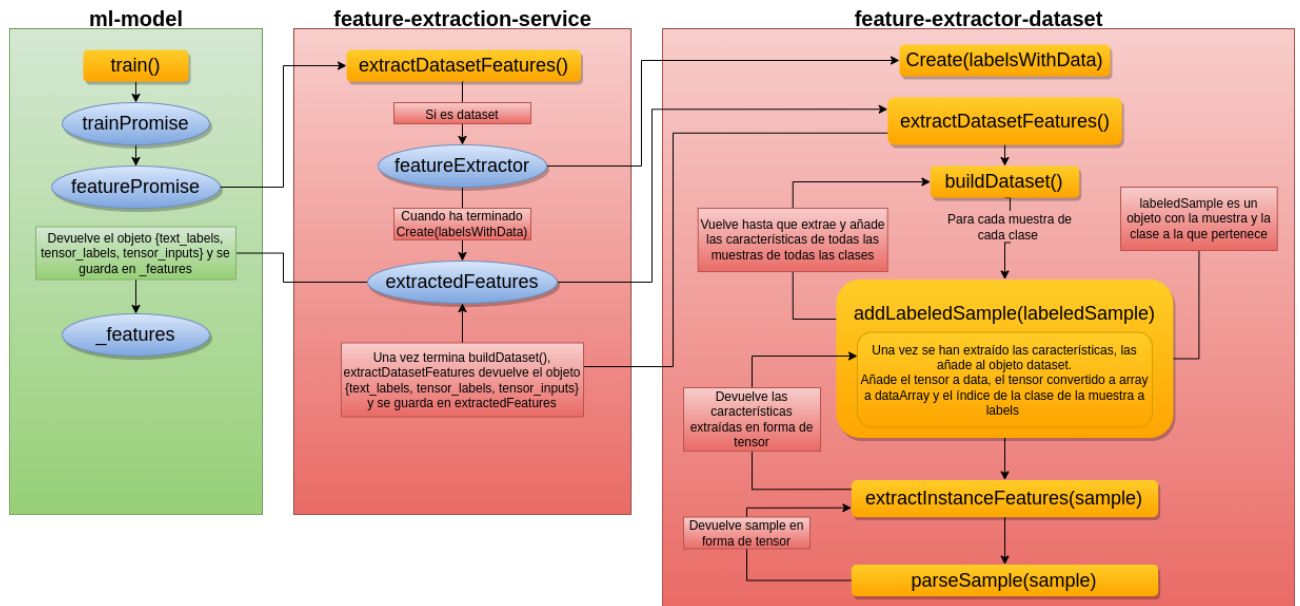 ml-model
train()
trainPromise
featurePromise
Devuelve el objeto {text_labels,
tensor_labels, tensor_inputs} y se
guarda en _features
_features
feature-extraction-service
extractDatasetFeatures()
Si es dataset
featureExtractor
Cuando ha terminado
Create(labelsWithData)
extractedFeatures
Una vez termina buildDataset(),
extractDatasetFeatures devuelve el objeto
{text_labels, tensor_labels, tensor_inputs}
y se guarda en extractedFeatures
feature-extractor-dataset
Create(labelsWithData)
extractDatasetFeatures()
buildDataset()
Para cada muestra de
cada clase
labeledSample es un
objeto con la muestra y la
clase a la que pertenece
Vuelve hasta que extrae y añade
las características de todas las
muestras de todas las clases
addLabeledSample(labeledSample)
Una vez se han extraído las características, las
añade al objeto dataset.
Añade el tensor a data, el tensor convertido a array
a dataArray y el índice de la clase de la muestra a
labels
Devuelve las
características
extraídas en forma de
tensor
extractInstanceFeatures(sample)
Devuelve sample en
forma de tensor
parseSample(sample)